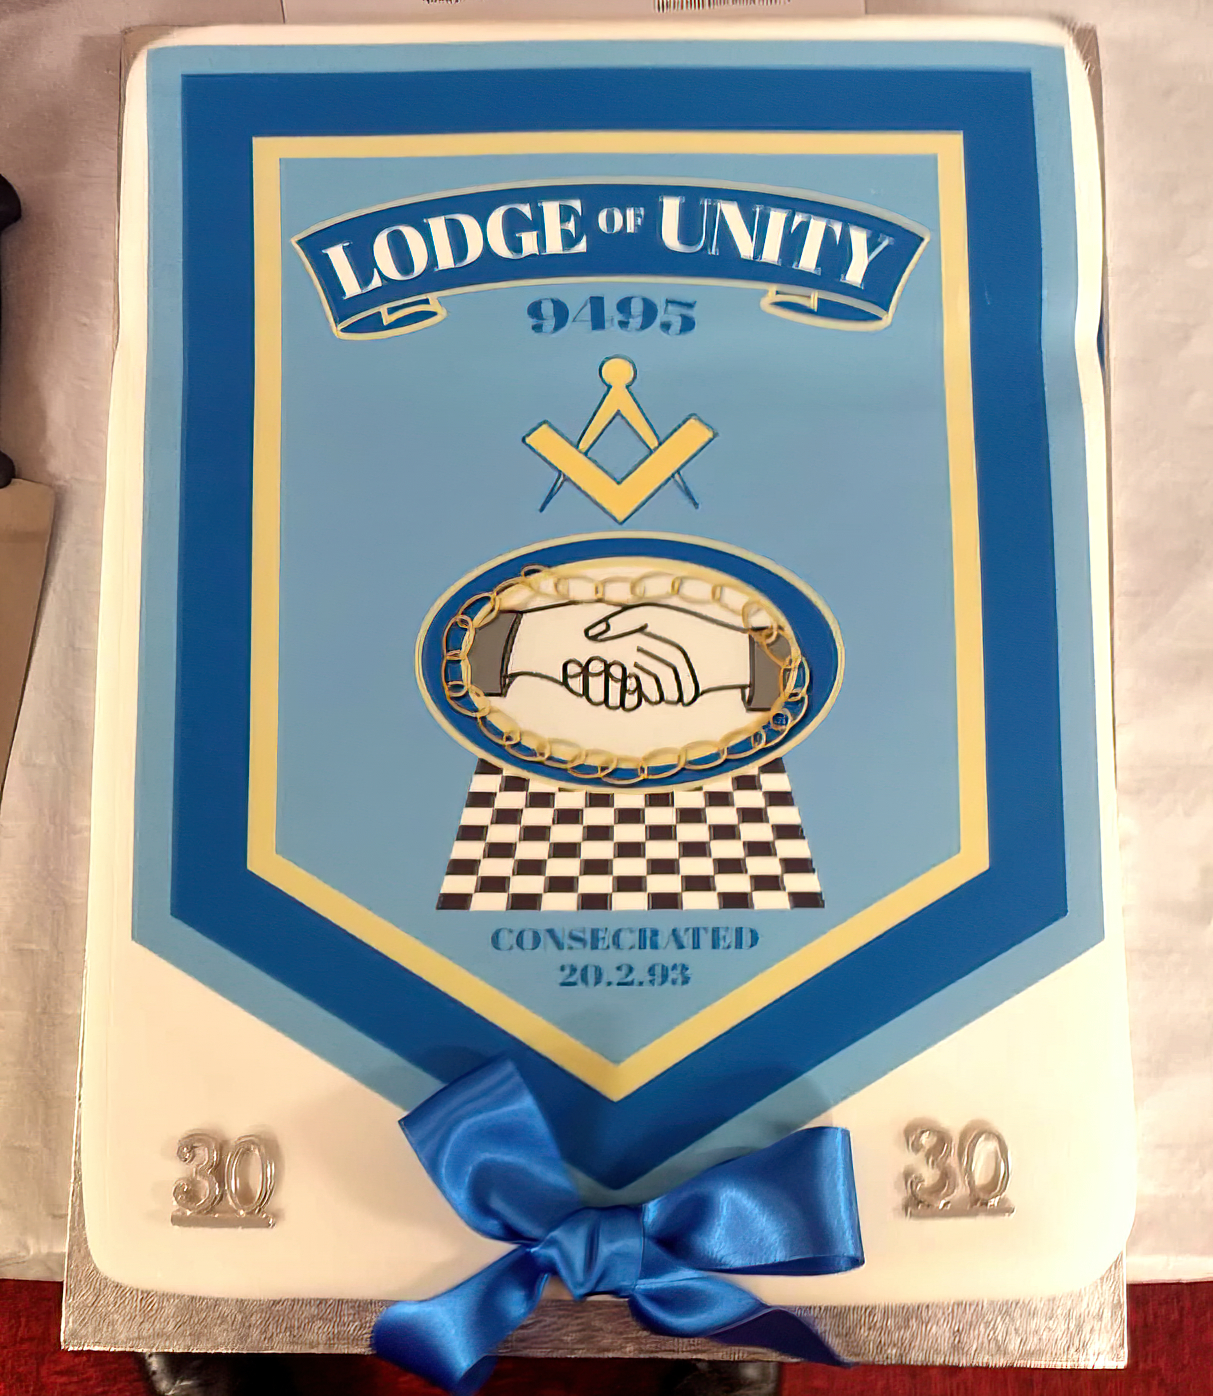 LODGE OF UNITY
9495
CONSECRATED
20.2.93
30 30